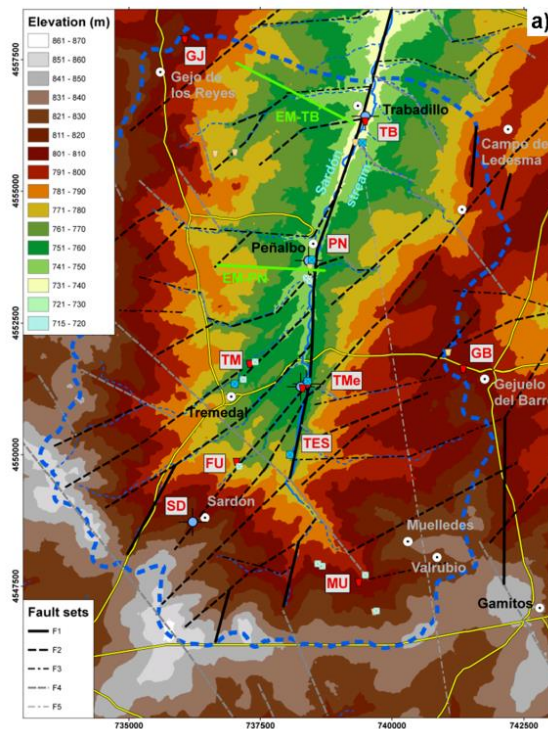 Elevation (m)
861 - 870
851 - 860
841 - 850
831 - 840
821 - 830
811 - 820
801 - 810
791 - 800
781 - 790
771 - 780
761 - 770
751 - 760
741 - 750
731 - 740
721 - 730
715 - 720
a)
GJ
Gejo de
los Reyes
EM-TB
Trabadillo
TB
Campo de
Ledesma
Sardón
stream
Peñalbo
PN
EM-PN
TM
GB
TMe
Gejuelo
del Barro
Tremedal
TES
FU
SD
Sardón
Muelledes
Valrubio
MU
Gamitos
Fault sets
F1
F2
F3
F4
F5
4557500
4555000
4552500
4550000
4547500
735000
737500
740000
742500